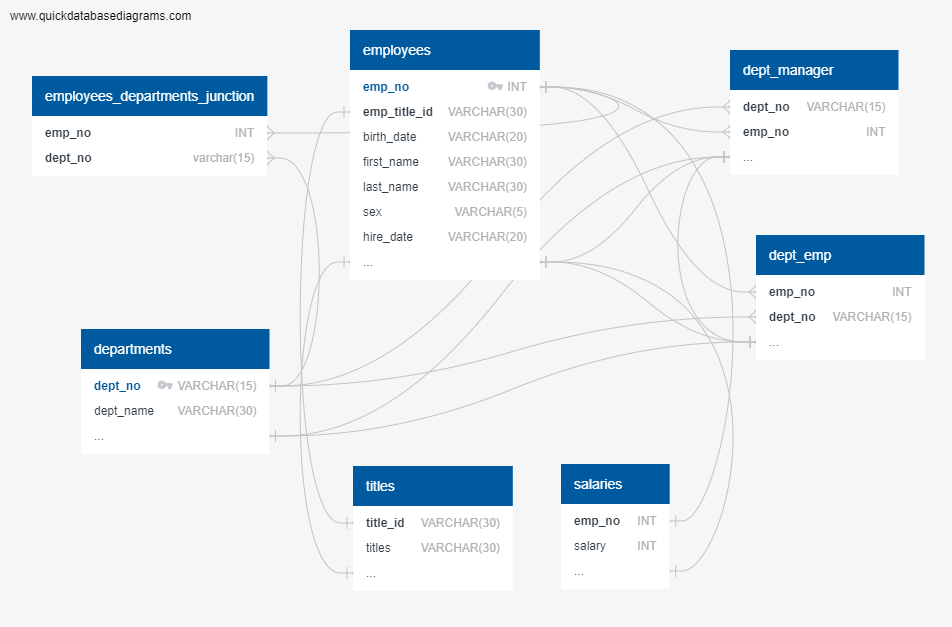 www.quickdatabasediagrams.com
employees_departments_junction
emp_no INT
dept_no varchar(15)
employees
emp_no INT
emp_title_id VARCHAR(30)
birth_date VARCHAR(20)
first_name VARCHAR(30)
last_name VARCHAR(30)
sex VARCHAR(5)
hire_date VARCHAR(20)
...
dept_manager
dept_no VARCHAR(15)
emp_no INT
...
dept_emp
emp_no INT
dept_no VARCHAR(15)
...
departments
dept_no VARCHAR(15)
dept_name VARCHAR(30)
...
titles
title_id VARCHAR(30)
titles VARCHAR(30)
...
salaries
emp_no INT
salary INT
...